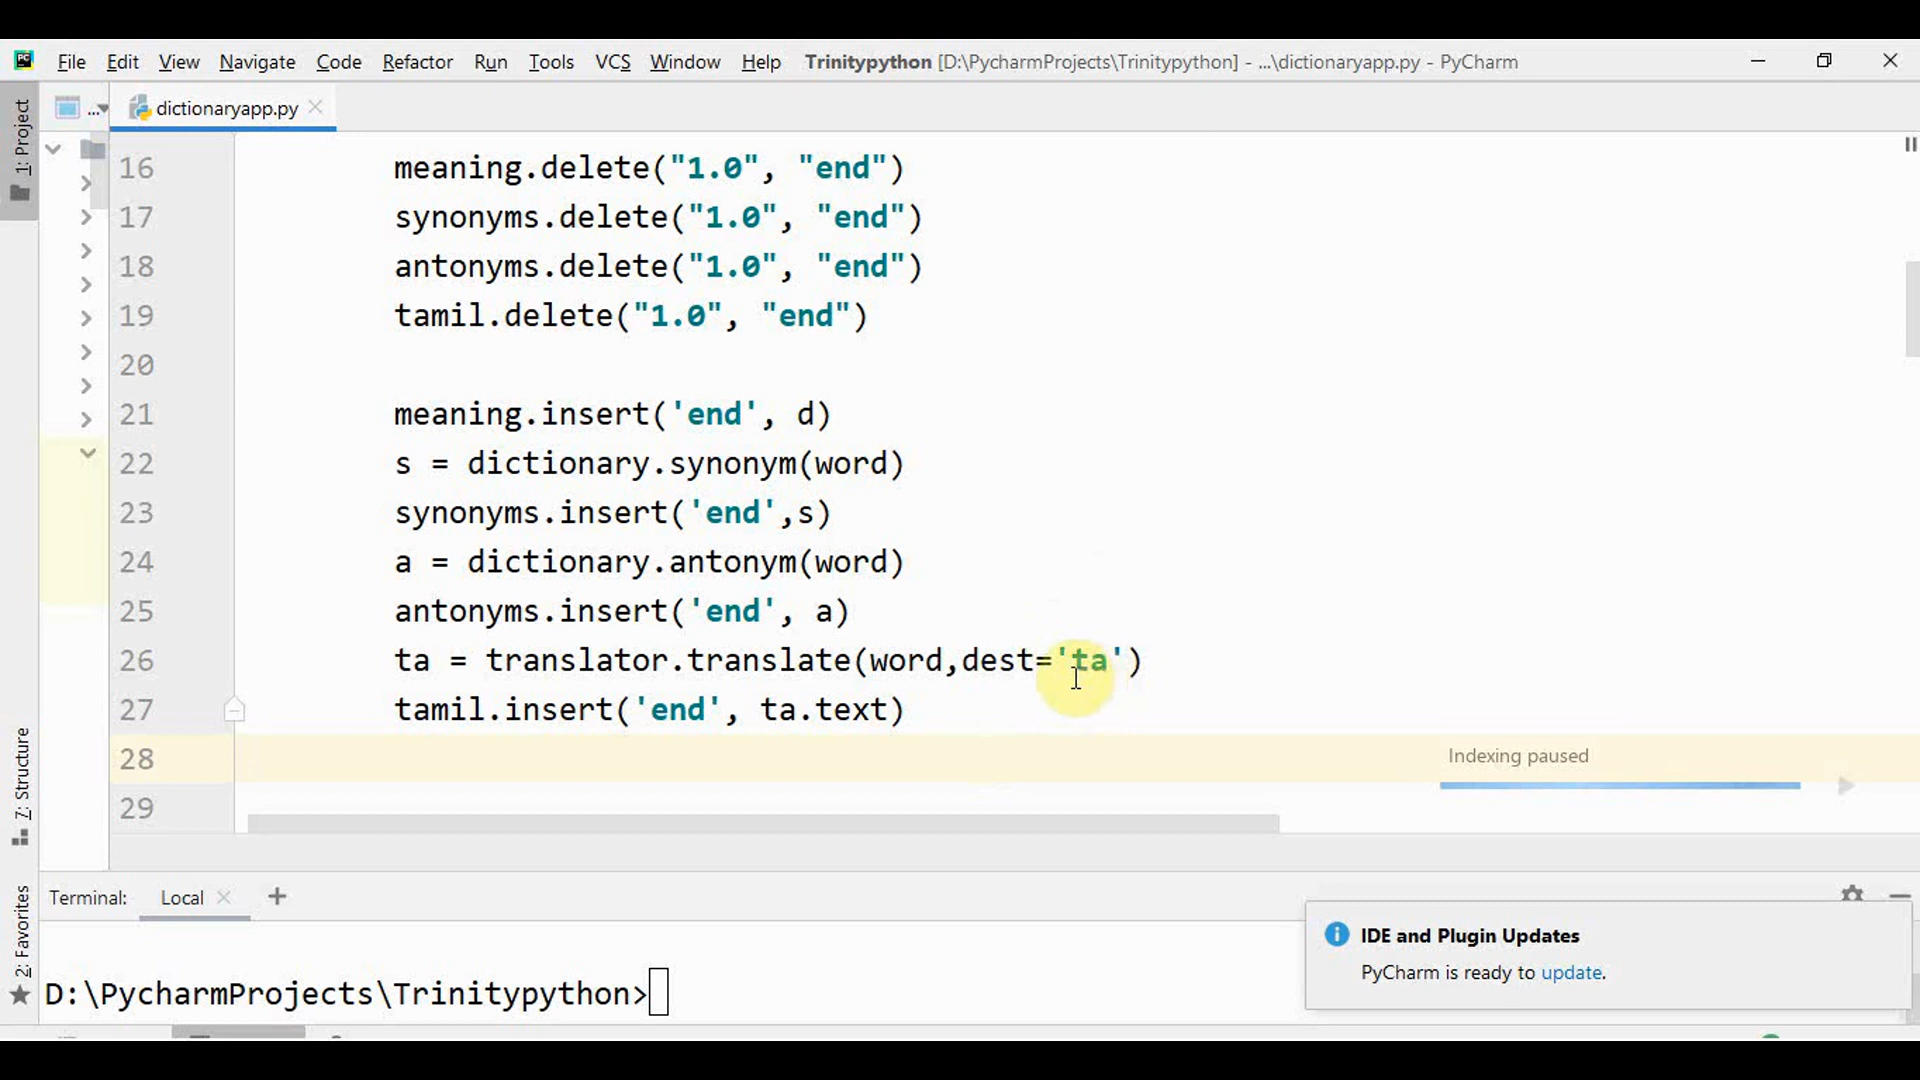 File Edit View Navigate Code Refactor Run Tools VCS Window Help Trinitypython [D:\PycharmProjects\Trinitypython] - ...\dictionaryapp.py - PyCharm
1: Project
...
dictionaryapp.py
16 meaning.delete("1.0", "end")
17 synonyms.delete("1.0", "end")
18 antonyms.delete("1.0", "end")
19 tamil.delete("1.0", "end")
20
21 meaning.insert('end', d)
22 s = dictionary.synonym(word)
23 synonyms.insert('end',s)
24 a = dictionary.antonym(word)
25 antonyms.insert('end', a)
26 ta = translator.translate(word,dest='ta')
27 tamil.insert('end', ta.text)
28
Indexing paused
29
7: Structure
2: Favorites
Terminal: Local +
D:\PycharmProjects\Trinitypython>
IDE and Plugin Updates
PyCharm is ready to update.